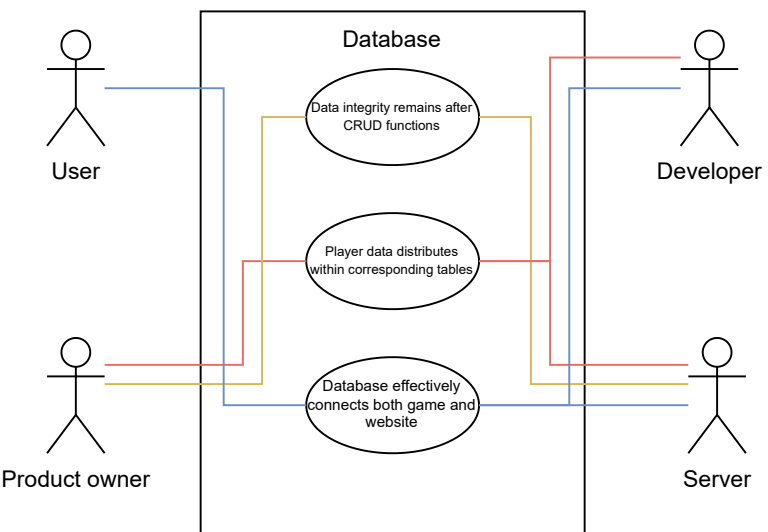 Database
Data integrity remains after
CRUD functions
User
Developer
Player data distributes
within corresponding tables
Database effectively
connects both game and
website
Product owner
Server